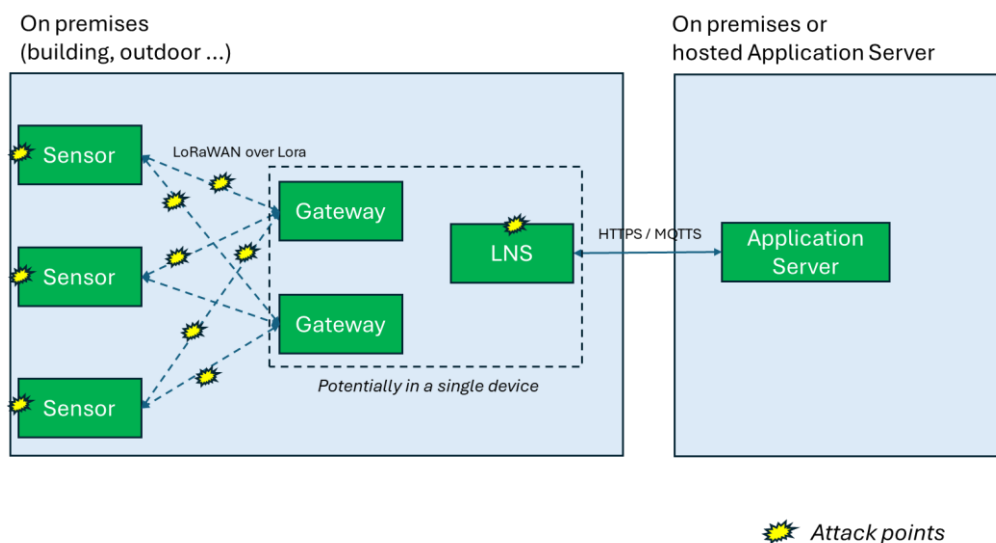 On premises
(building, outdoor ...)
On premises or
hosted Application Server
Sensor
LoRaWAN over Lora
Gateway
LNS
HTTPS / MQTTS
Application
Server
Sensor
Gateway
Potentially in a single device
Sensor
Attack points